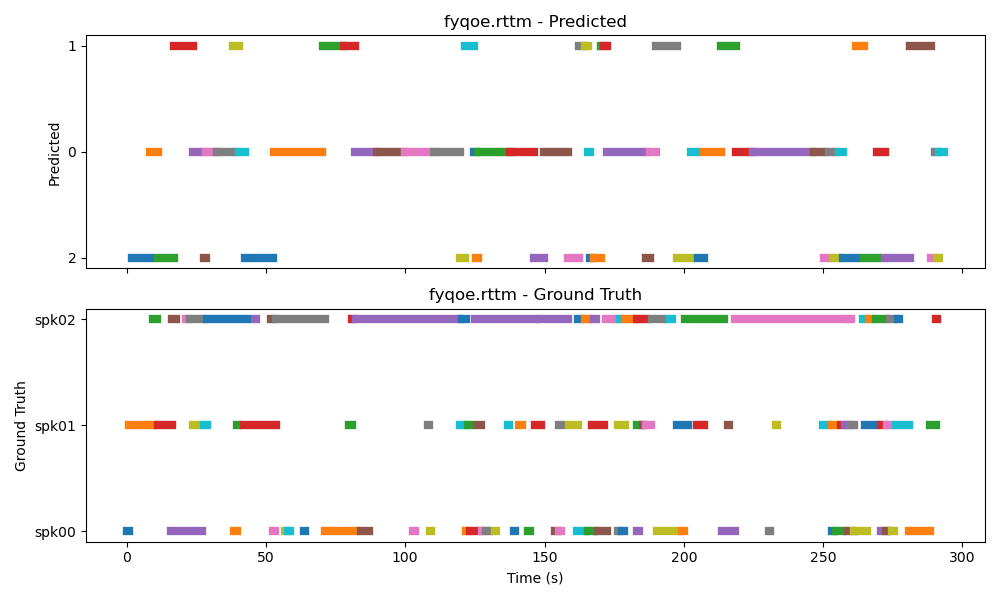 fyqoe.rttm - Predicted
1
0
2
Predicted
fyqoe.rttm - Ground Truth
spk02
spk01
spk00
Ground Truth
0
50
100
150
200
250
300
Time (s)